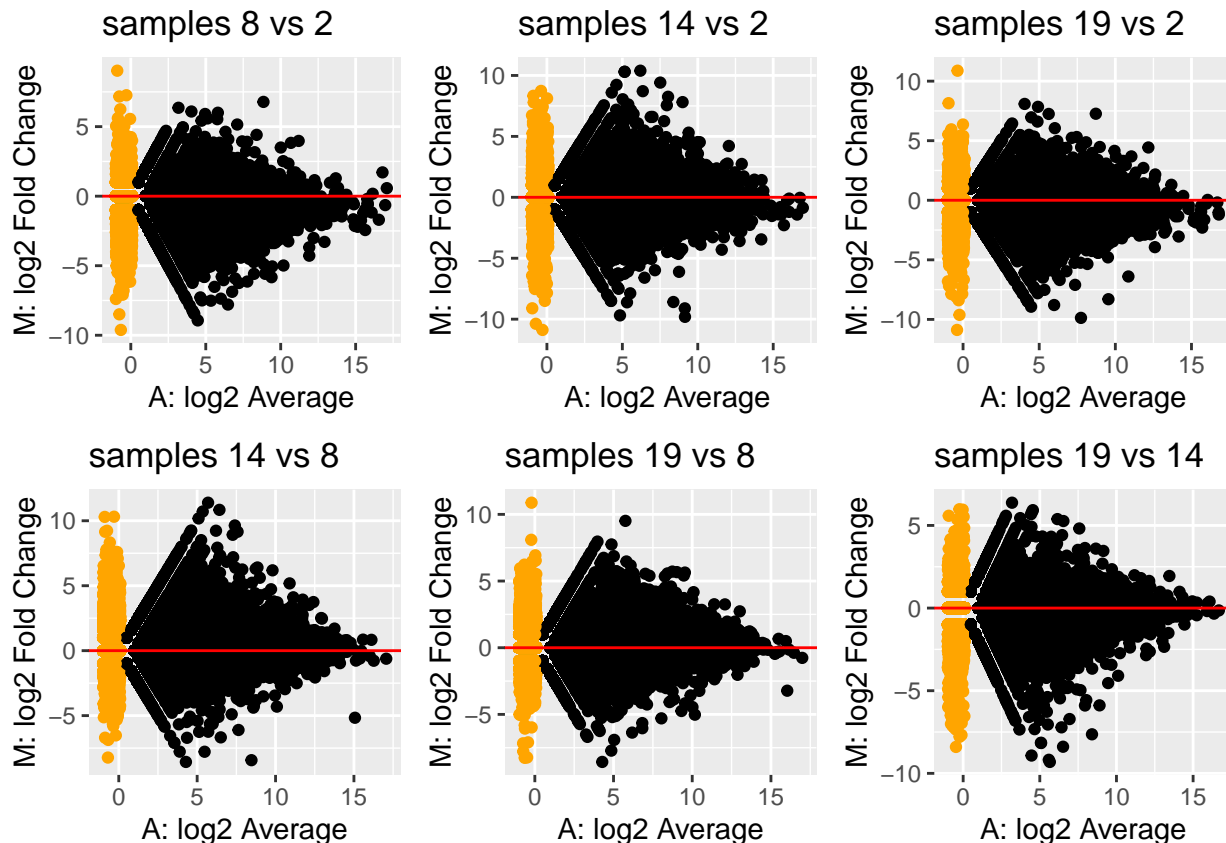 samples 8 vs 2
samples 14 vs 2
samples 19 vs 2
M: log2 Fold Change
5
0
−5
−10
0
5
10
15
A: log2 Average
M: log2 Fold Change
10
5
0
−5
−10
0
5
10
15
A: log2 Average
M: log2 Fold Change
10
5
0
−5
−10
0
5
10
15
A: log2 Average
samples 14 vs 8
samples 19 vs 8
samples 19 vs 14
M: log2 Fold Change
10
5
0
−5
0
5
10
15
A: log2 Average
M: log2 Fold Change
10
5
0
−5
0
5
10
15
A: log2 Average
M: log2 Fold Change
5
0
−5
−10
0
5
10
15
A: log2 Average